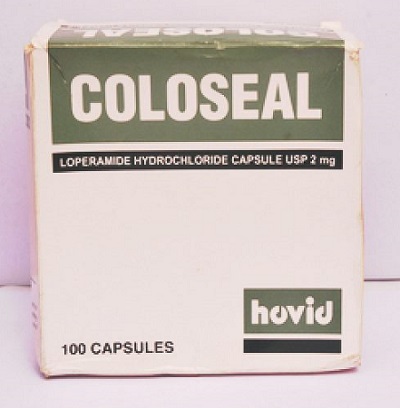 COLOSEAL
COLOSEAL
LOPERAMIDE HYDROCHLORIDE CAPSULE USP 2 mg
hovid
100 CAPSULES